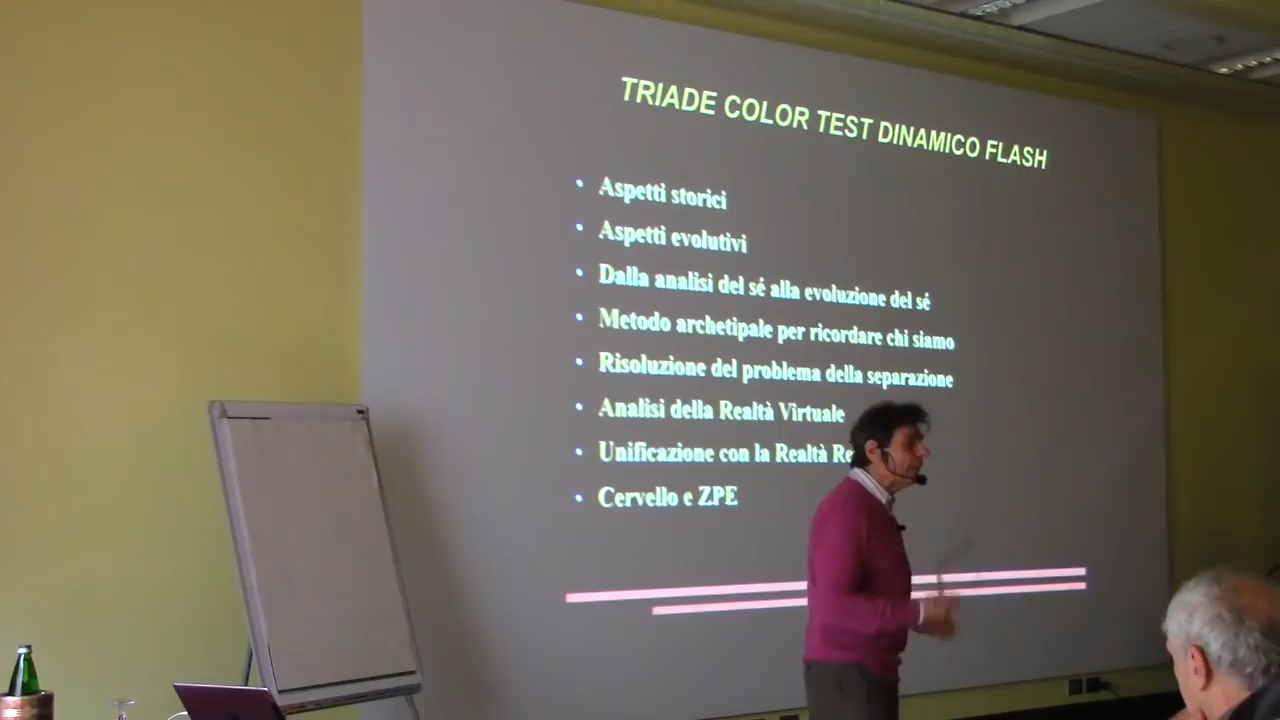 TRIADE COLOR TEST DINAMICO FLASH
• Aspetti storici
• Aspetti evolutivi
• Dalla analisi del sé alla evoluzione del sé
• Metodo archetipale per ricordare chi siamo
• Risoluzione del problema della separazione
• Analisi della Realtà Virtuale
• Unificazione con la Realtà
• Cervello e ZPE